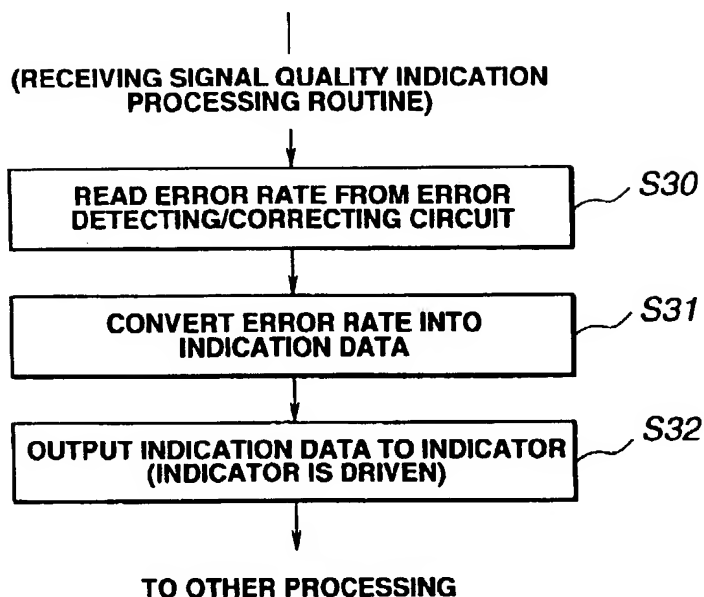 (RECEIVING SIGNAL QUALITY INDICATION
PROCESSING ROUTINE)
READ ERROR RATE FROM ERROR
DETECTING/CORRECTING CIRCUIT
S30
CONVERT ERROR RATE INTO
INDICATION DATA
S31
OUTPUT INDICATION DATA TO INDICATOR
(INDICATOR IS DRIVEN)
S32
TO OTHER PROCESSING